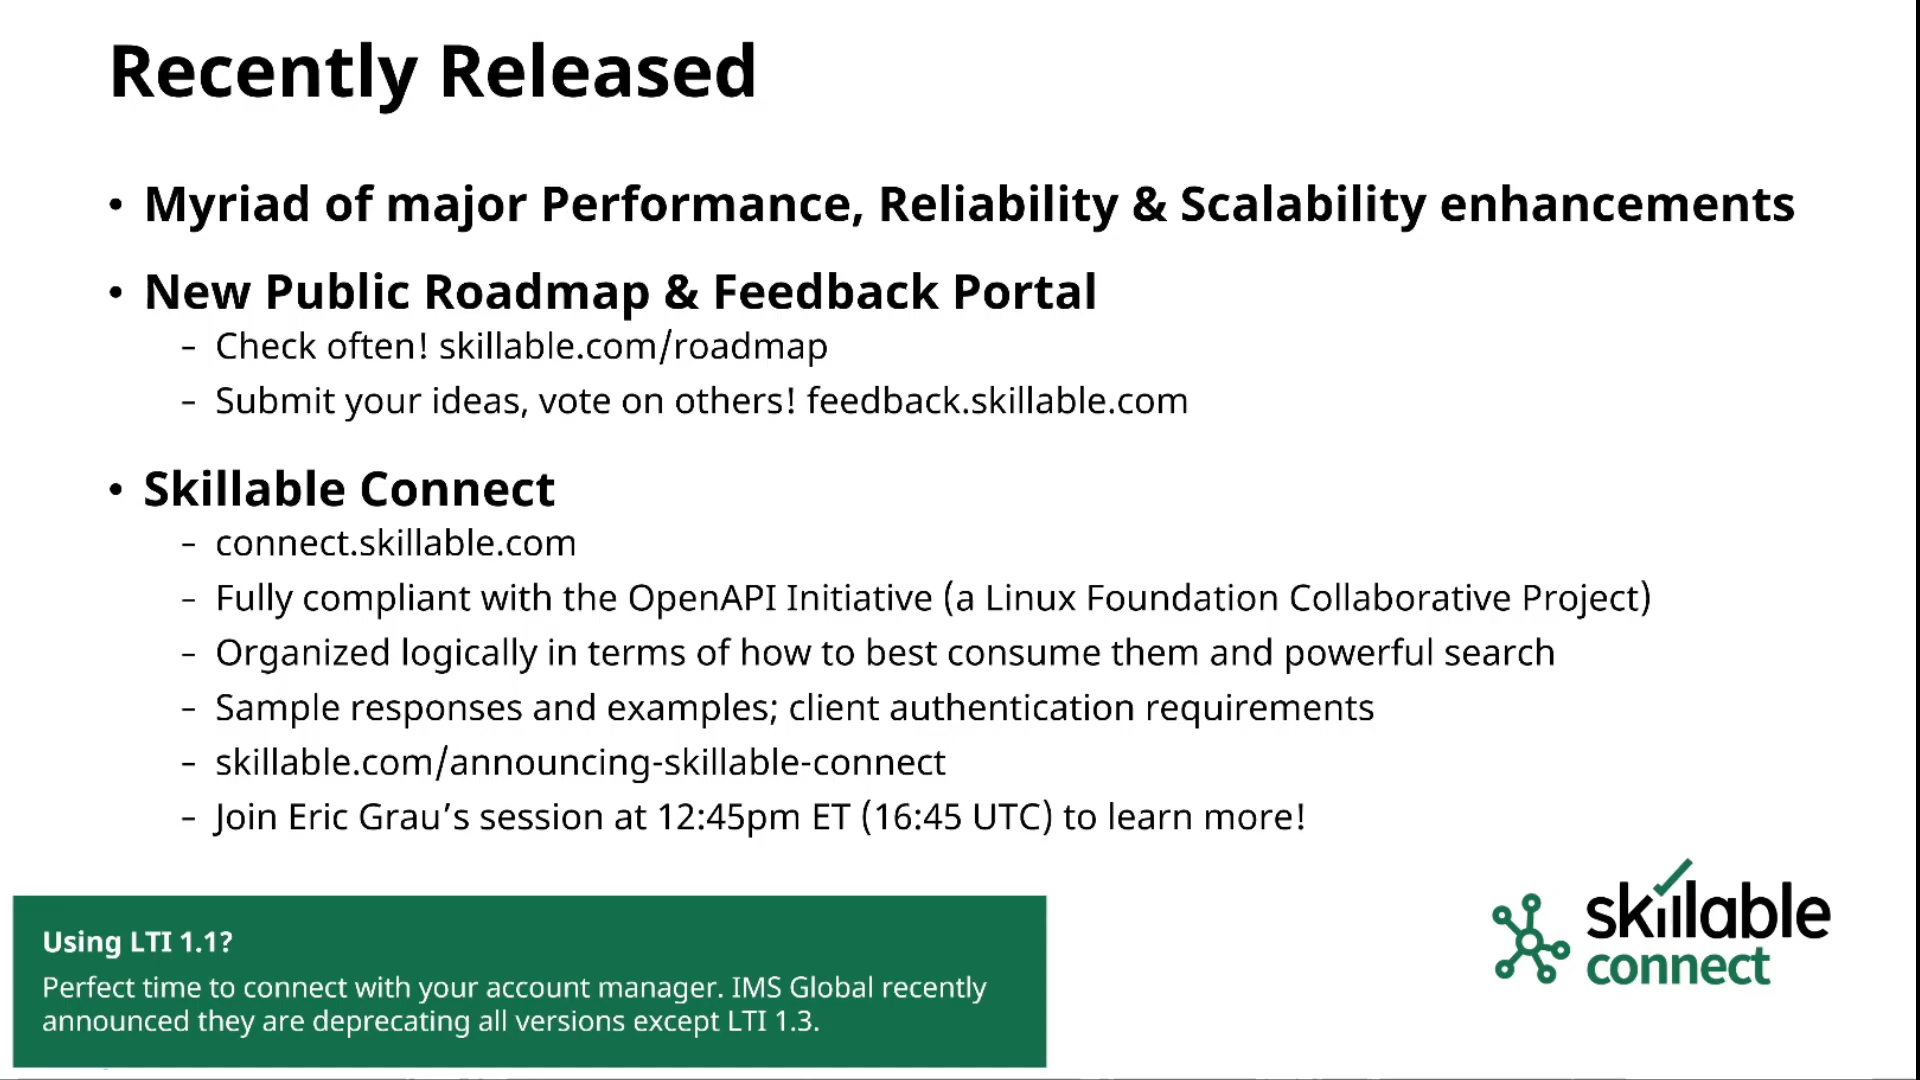 Recently Released
• Myriad of major Performance, Reliability & Scalability enhancements
• New Public Roadmap & Feedback Portal
– Check often! skillable.com/roadmap
– Submit your ideas, vote on others! feedback.skillable.com
• Skillable Connect
– connect.skillable.com
– Fully compliant with the OpenAPI Initiative (a Linux Foundation Collaborative Project)
– Organized logically in terms of how to best consume them and powerful search
– Sample responses and examples; client authentication requirements
– skillable.com/announcing-skillable-connect
– Join Eric Grau’s session at 12:45pm ET (16:45 UTC) to learn more!
Using LTI 1.1?
Perfect time to connect with your account manager. IMS Global recently
announced they are deprecating all versions except LTI 1.3.
skillable
connect